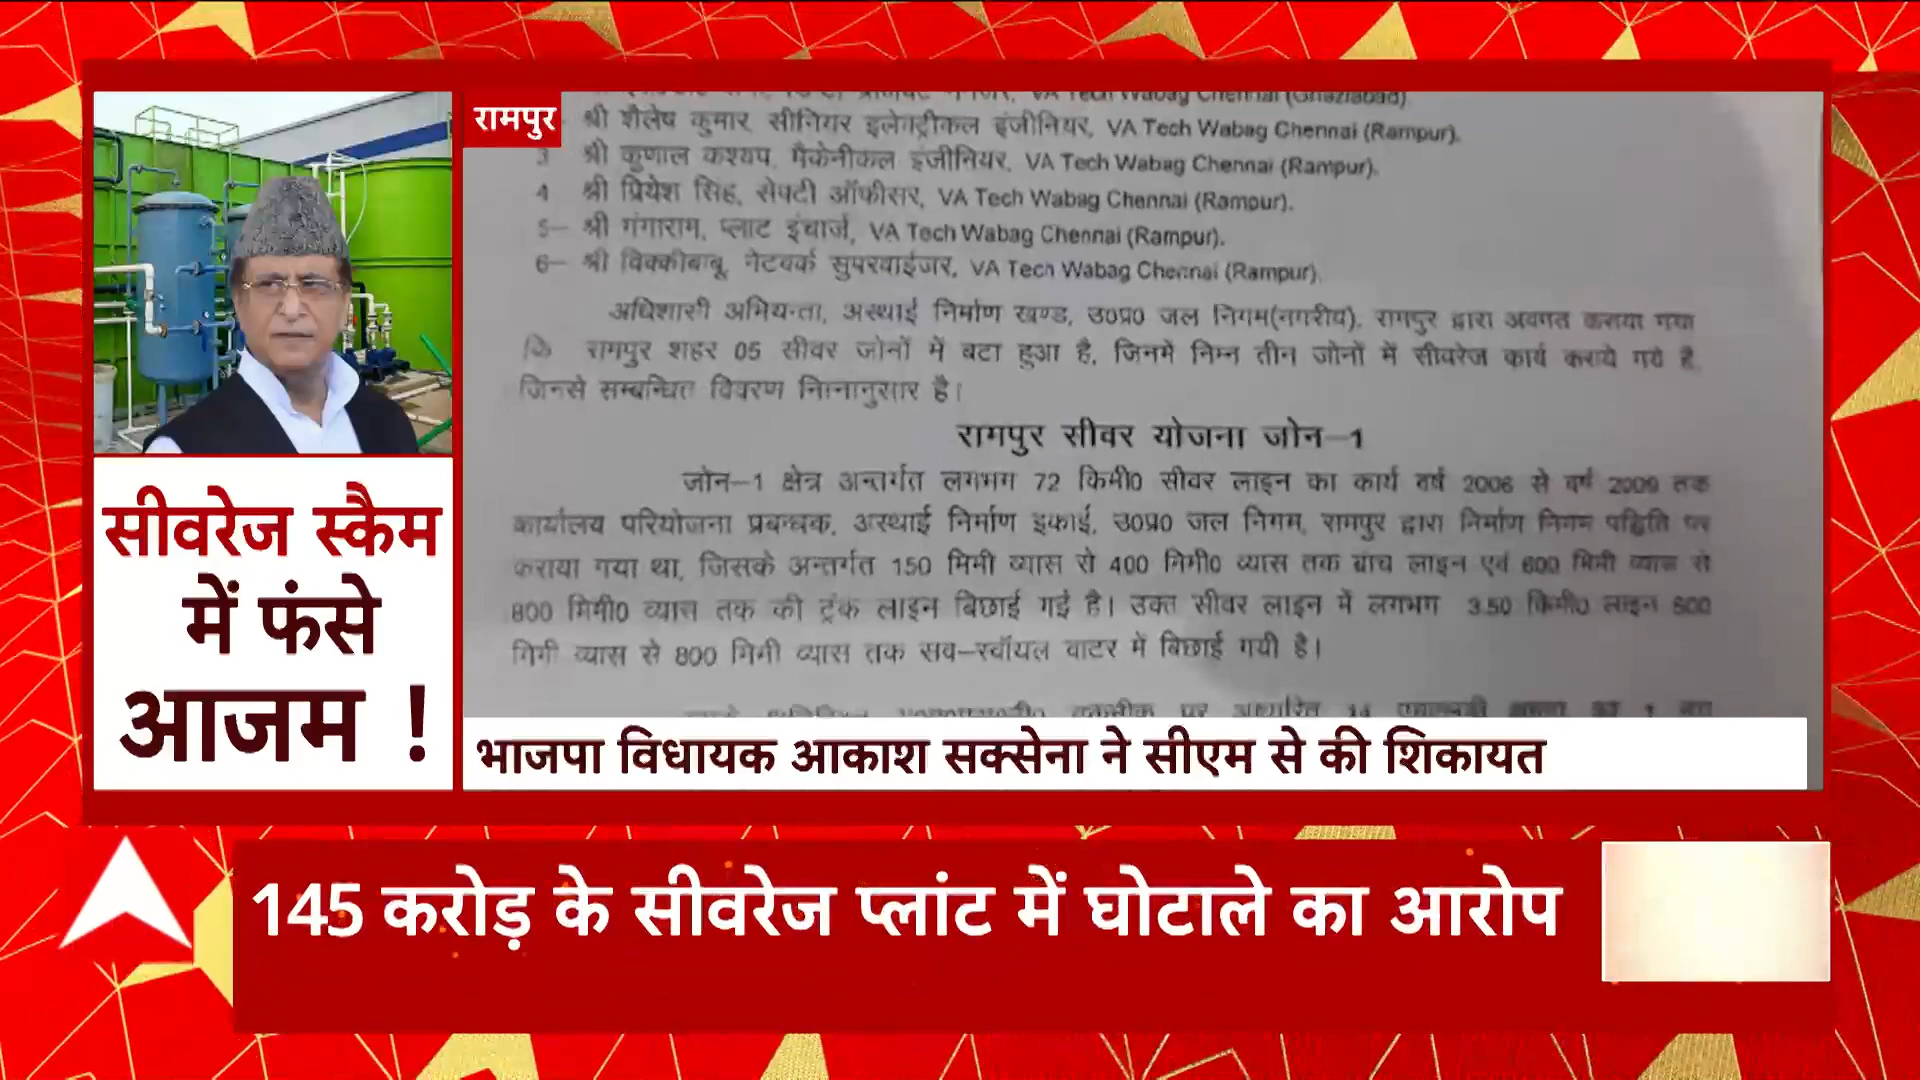 रामपुर
श्री शैलेष कुमार, सीनियर इलेक्ट्रीकल इंजीनियर, VA Tech Wabag Chennai (Rampur).
3 श्री कुणाल कश्यप, मैकेनीकल इंजीनियर, VA Tech Wabag Chennai (Rampur).
4 श्री प्रियेश सिंह, सेफ्टी ऑफीसर, VA Tech Wabag Chennai (Rampur).
5– श्री गंगाराम, प्लाट इंचार्ज, VA Tech Wabag Chennai (Rampur).
6– श्री विक्कीबाबू, नेटवर्क सुपरवाईजर, VA Tech Wabag Chennai (Rampur).
अधिशासी अभियन्ता, अस्थाई निर्माण खण्ड, उ0प्र0 जल निगम(नगरीय), रामपुर द्वारा अवगत कराया गया
कि रामपुर शहर 05 सीवर जोनों में बटा हुआ है, जिनमें निम्न तीन जोनों में सीवरेज कार्य कराये गये है,
जिनसे सम्बन्धित विवरण निम्नानुसार है।
रामपुर सीवर योजना जोन–1
जोन–1 क्षेत्र अन्तर्गत लगभग 72 किमी0 सीवर लाइन का कार्य वर्ष 2006 से वर्ष 2009 तक
कार्यालय परियोजना प्रबन्धक, अस्थाई निर्माण इकाई, उ0प्र0 जल निगम, रामपुर द्वारा निर्माण निगम पद्धिति पर
कराया गया था, जिसके अन्तर्गत 150 मिमी व्यास से 400 मिमी0 व्यास तक ब्रांच लाइन एवं 600 मिमी व्यास से
800 मिमी0 व्यास तक की ट्रंक लाइन बिछाई गई है। उक्त सीवर लाइन में लगभग 3.50 किमी0 लाइन 600
मिमी व्यास से 800 मिमी व्यास तक सव–स्वॉयल वाटर में बिछाई गयी है।
सीवरेज स्कैम
में फंसे
आजम !
भाजपा विधायक आकाश सक्सेना ने सीएम से की शिकायत
145 करोड़ के सीवरेज प्लांट में घोटाले का आरोप